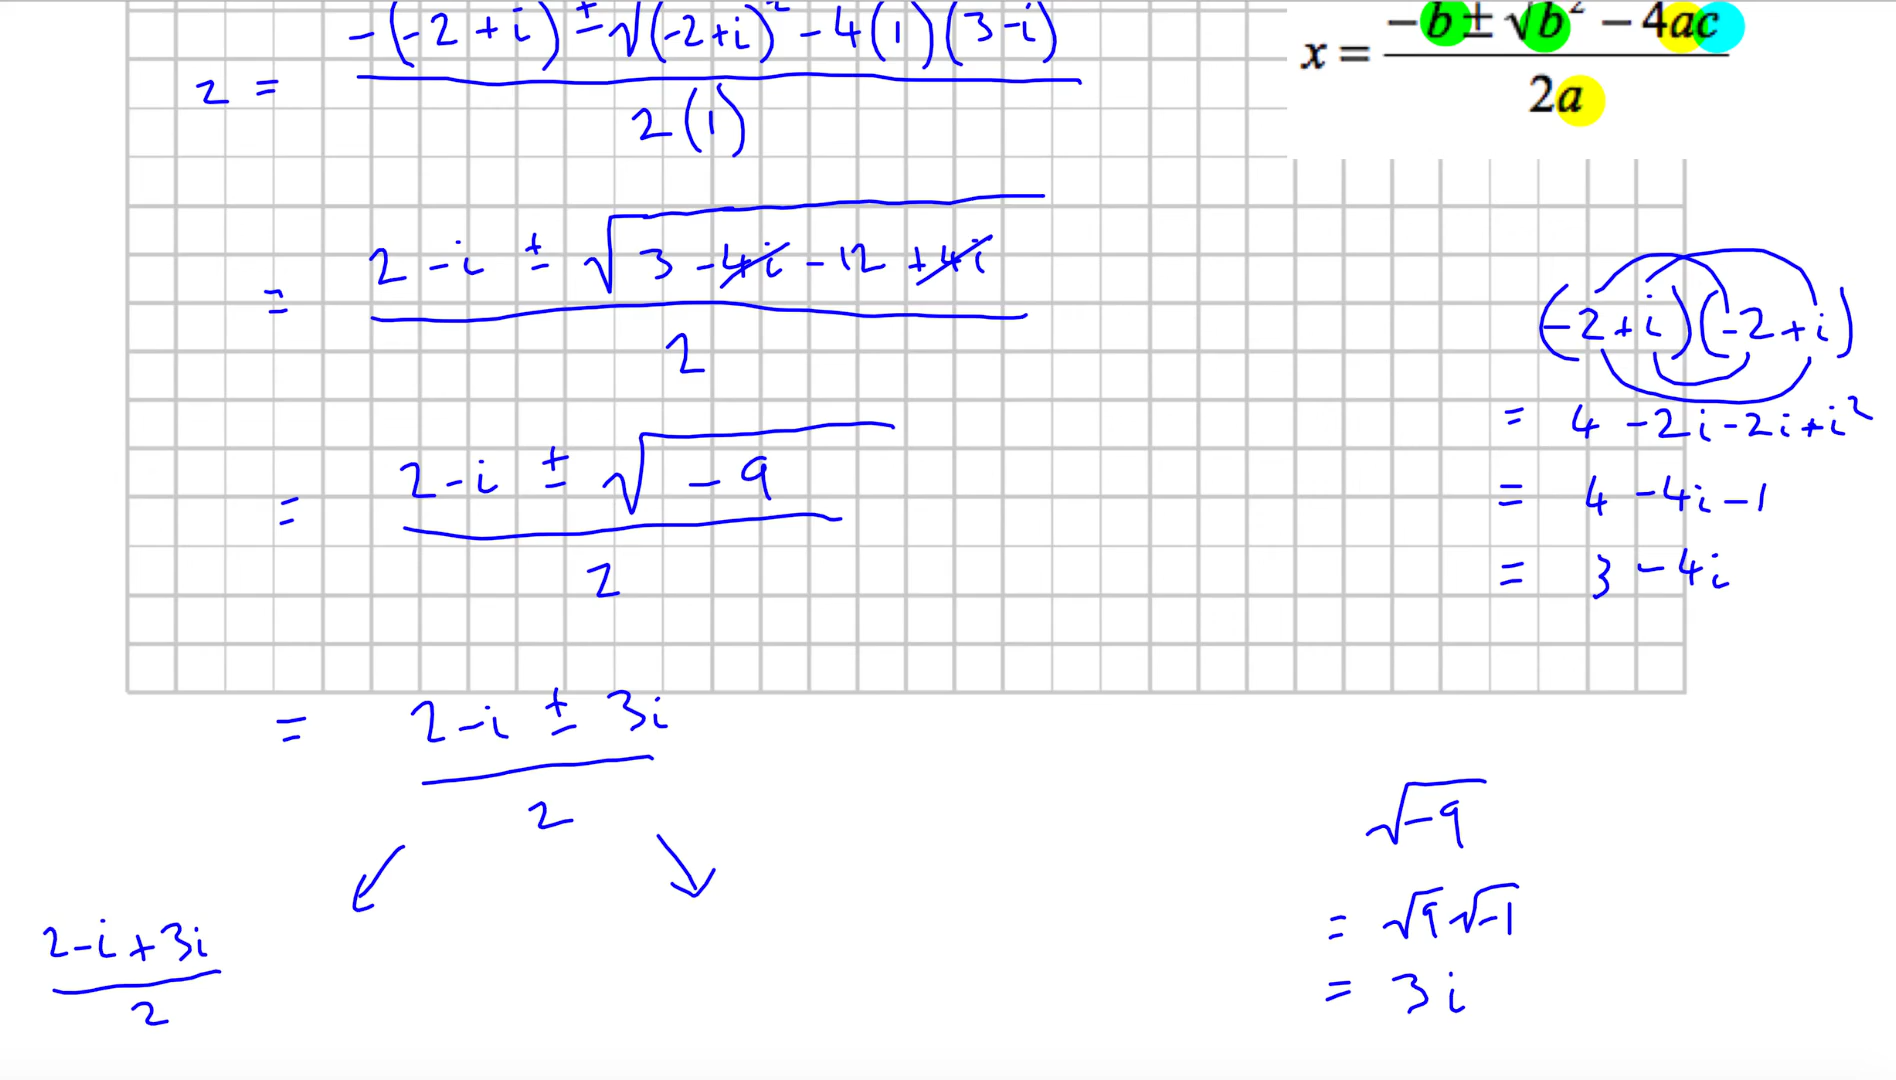 z = (-(-2+i) ± √(-2+i)² - 4(1)(3-i)) / 2(1)
x = (-b ± √b² - 4ac) / 2a
= (2-i ± √(3 -4i -12 +4i)) / 2
(-2+i)(-2+i)
= 4 -2i -2i +i²
= (2-i ± √(-9)) / 2
= 4 -4i -1
= 3 -4i
= (2-i ± 3i) / 2
√-9
= √9 √-1
= 3i
(2-i+3i) / 2